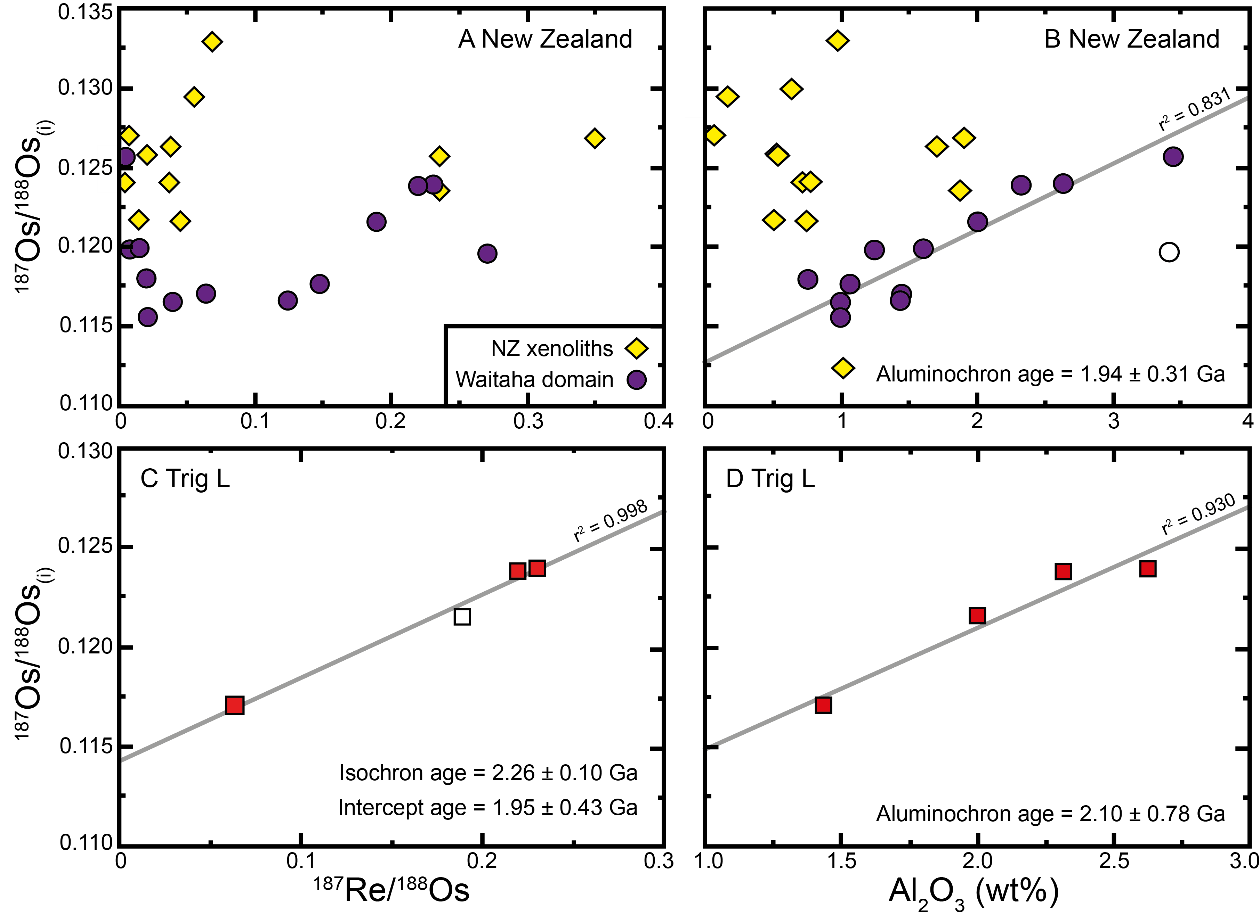 0.135
0.130
0.125
0.120
0.115
0.110
187Os/188Os(i)
A New Zealand
NZ xenoliths
Waitaha domain
0 0.1 0.2 0.3 0.4
B New Zealand
r2 = 0.831
Aluminochron age = 1.94 ± 0.31 Ga
0 1 2 3 4
0.130
0.125
0.120
0.115
0.110
187Os/188Os(i)
C Trig L
r2 = 0.998
Isochron age = 2.26 ± 0.10 Ga
Intercept age = 1.95 ± 0.43 Ga
0 0.1 0.2 0.3
187Re/188Os
D Trig L
r2 = 0.930
Aluminochron age = 2.10 ± 0.78 Ga
1.0 1.5 2.0 2.5 3.0
Al2O3 (wt%)